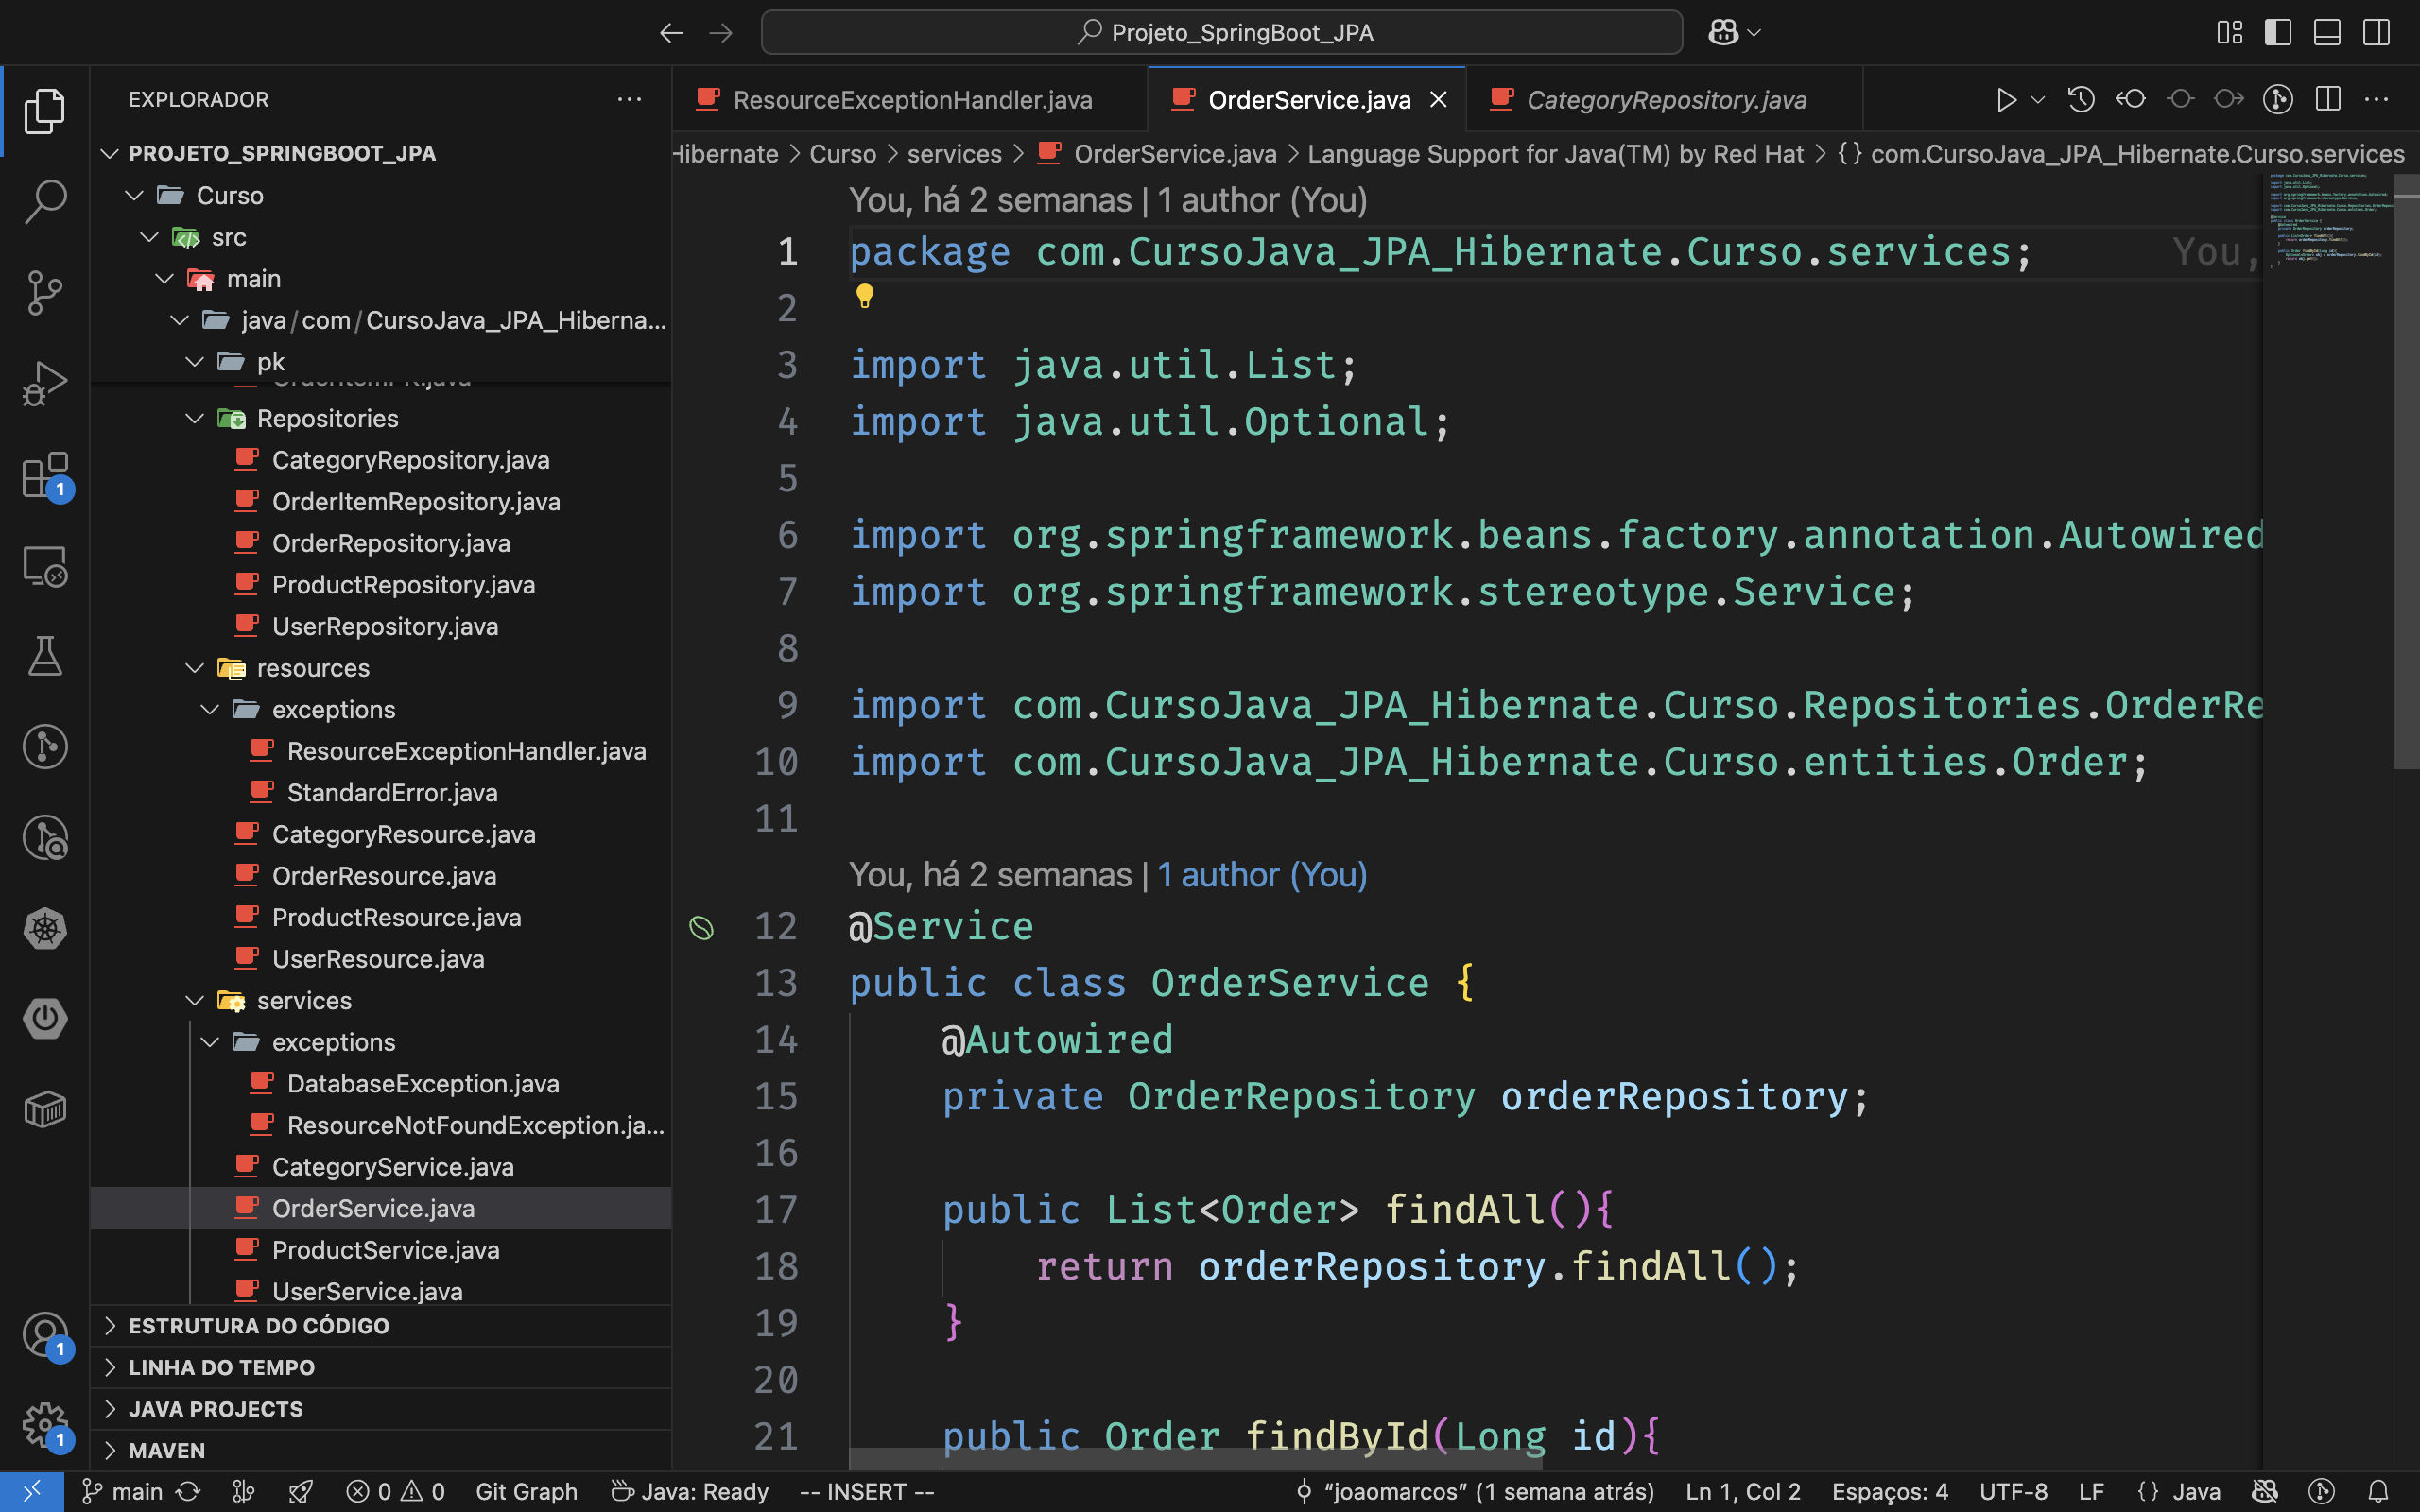 Projeto_SpringBoot_JPA
EXPLORADOR
PROJETO_SPRINGBOOT_JPA
Curso
src
main
java/com/CursoJava_JPA_Hiberna...
pk
Repositories
CategoryRepository.java
OrderItemRepository.java
OrderRepository.java
ProductRepository.java
UserRepository.java
resources
exceptions
ResourceExceptionHandler.java
StandardError.java
CategoryResource.java
OrderResource.java
ProductResource.java
UserResource.java
services
exceptions
DatabaseException.java
ResourceNotFoundException.ja...
CategoryService.java
OrderService.java
ProductService.java
UserService.java
ESTRUTURA DO CÓDIGO
LINHA DO TEMPO
JAVA PROJECTS
MAVEN
1
1
1
ResourceExceptionHandler.java
OrderService.java
CategoryRepository.java
Hibernate > Curso > services > OrderService.java > Language Support for Java(TM) by Red Hat > {} com.CursoJava_JPA_Hibernate.Curso.services
You, há 2 semanas | 1 author (You)
1 package com.CursoJava_JPA_Hibernate.Curso.services; You,
2
3 import java.util.List;
4 import java.util.Optional;
5
6 import org.springframework.beans.factory.annotation.Autowired
7 import org.springframework.stereotype.Service;
8
9 import com.CursoJava_JPA_Hibernate.Curso.Repositories.OrderRe
10 import com.CursoJava_JPA_Hibernate.Curso.entities.Order;
11
You, há 2 semanas | 1 author (You)
12 @Service
13 public class OrderService {
14 @Autowired
15 private OrderRepository orderRepository;
16
17 public List<Order> findAll(){
18 return orderRepository.findAll();
19 }
20
21 public Order findById(Long id){
main 0 0 Git Graph Java: Ready -- INSERT -- “joaomarcos” (1 semana atrás) Ln 1, Col 2 Espaços: 4 UTF-8 LF {} Java